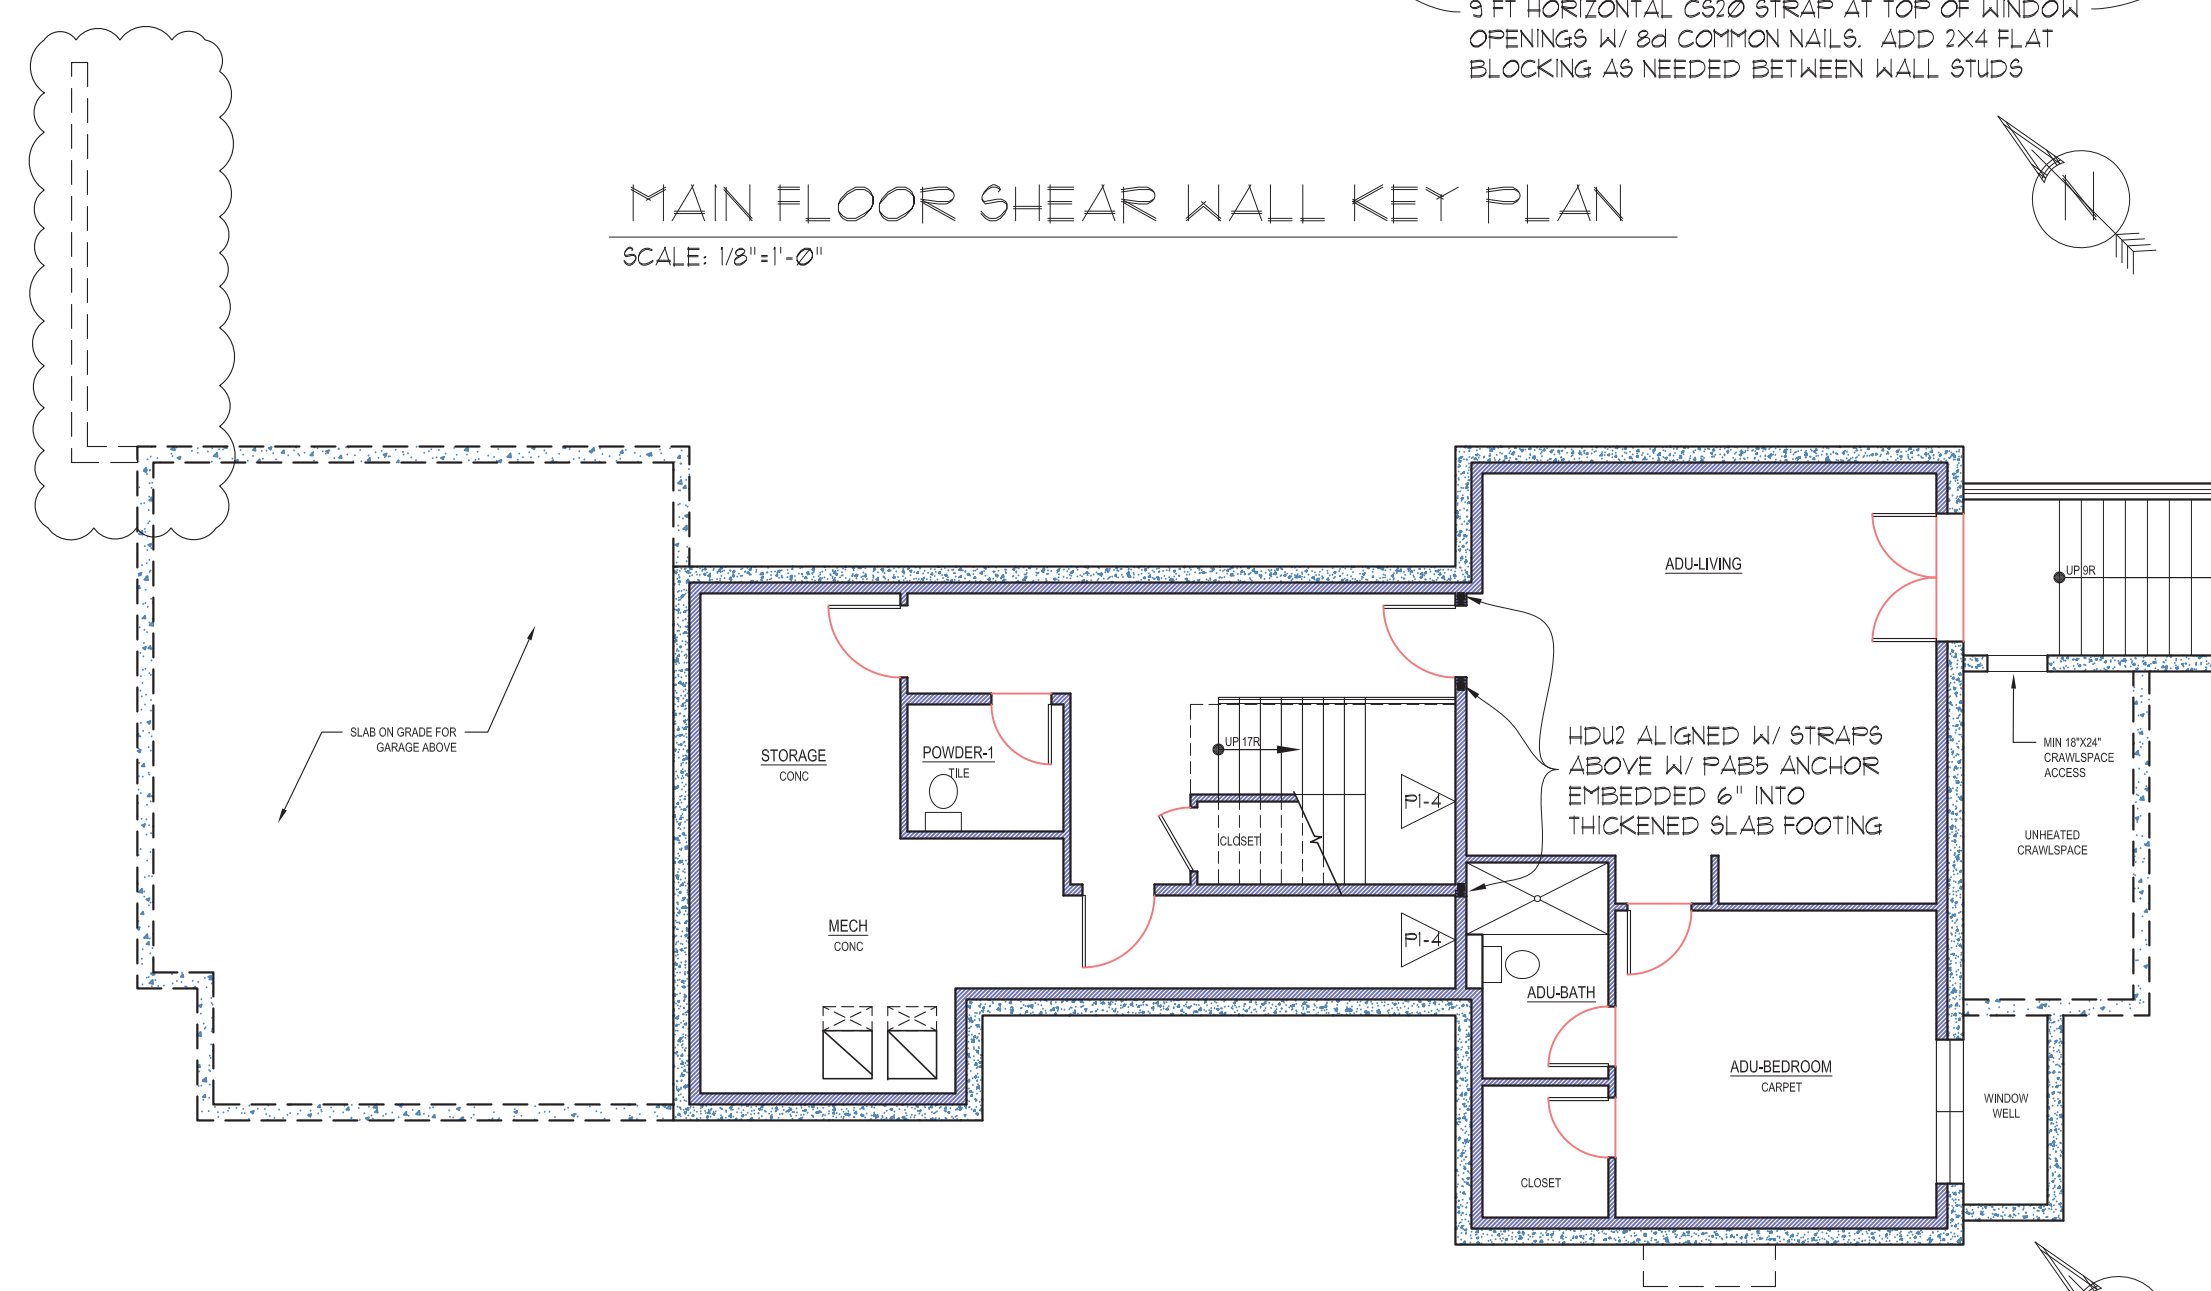 9 FT HORIZONTAL CS20 STRAP AT TOP OF WINDOW
OPENINGS W/ 8d COMMON NAILS. ADD 2X4 FLAT
BLOCKING AS NEEDED BETWEEN WALL STUDS
N
MAIN FLOOR SHEAR WALL KEY PLAN
SCALE: 1/8"=1'-0"
SLAB ON GRADE FOR
GARAGE ABOVE
STORAGE
CONC
POWDER-1
TILE
UP 17R
CLOSET
P1-4
P1-4
MECH
CONC
ADU-LIVING
UP 9R
HDU2 ALIGNED W/ STRAPS
ABOVE W/ PAB5 ANCHOR
EMBEDDED 6" INTO
THICKENED SLAB FOOTING
MIN 18"X24"
CRAWLSPACE
ACCESS
UNHEATED
CRAWLSPACE
ADU-BATH
ADU-BEDROOM
CARPET
WINDOW
WELL
CLOSET